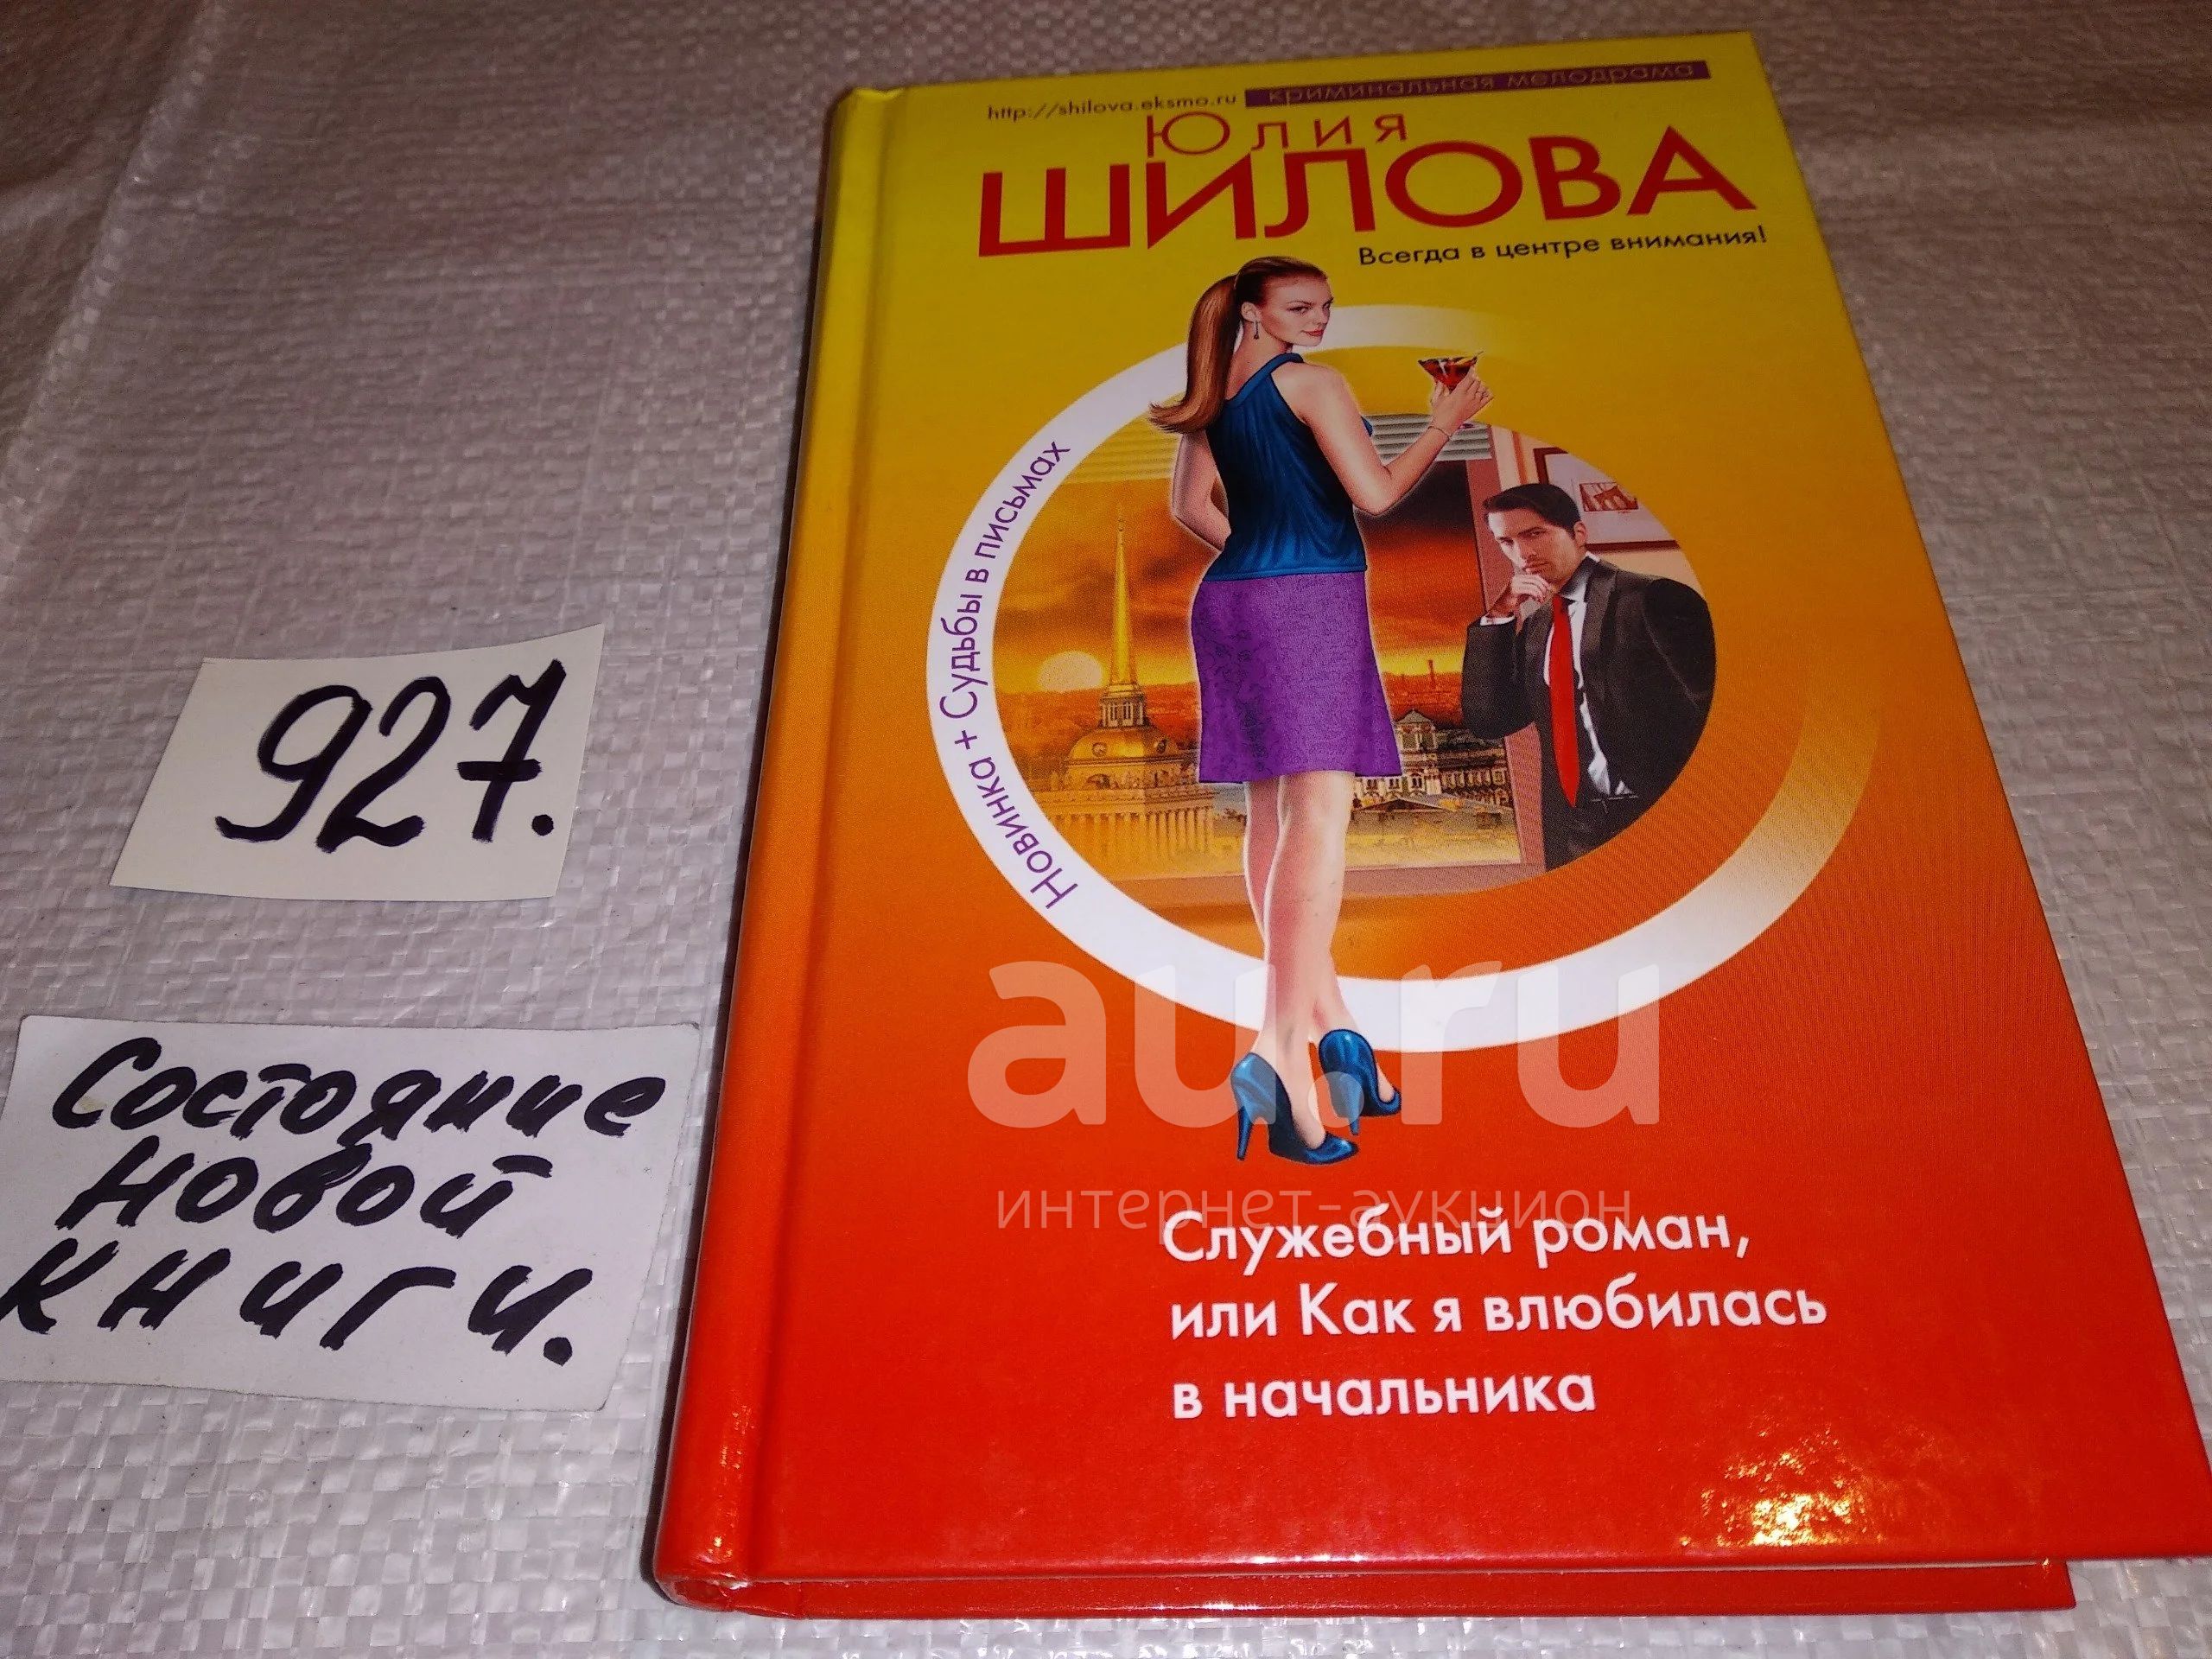 http://shilova.eksmo.ru
криминальная мелодрама
Юлия
ШИЛОВА
Всегда в центре внимания!
Новинка + Судьбы в письмах
927.
Состояние
новой
книги.
au.ru
интернет-аукцион
Служебный роман,
или Как я влюбилась
в начальника